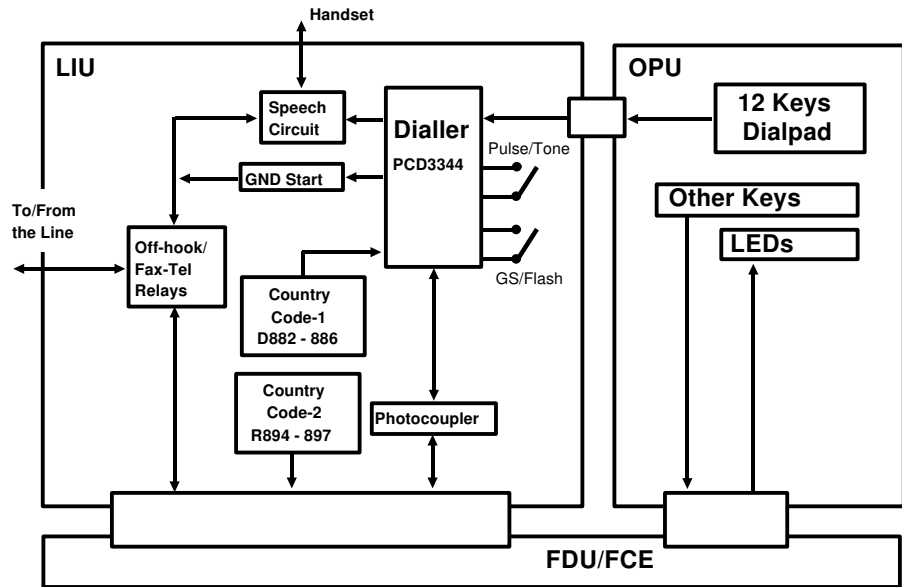 Handset
LIU
OPU
Speech
Circuit
Dialler
PCD3344
12 Keys
Dialpad
Pulse/Tone
GND Start
Other Keys
To/From
the Line
Off-hook/
Fax-Tel
Relays
LEDs
GS/Flash
Country
Code-1
D882 - 886
Country
Code-2
R894 - 897
Photocoupler
FDU/FCE